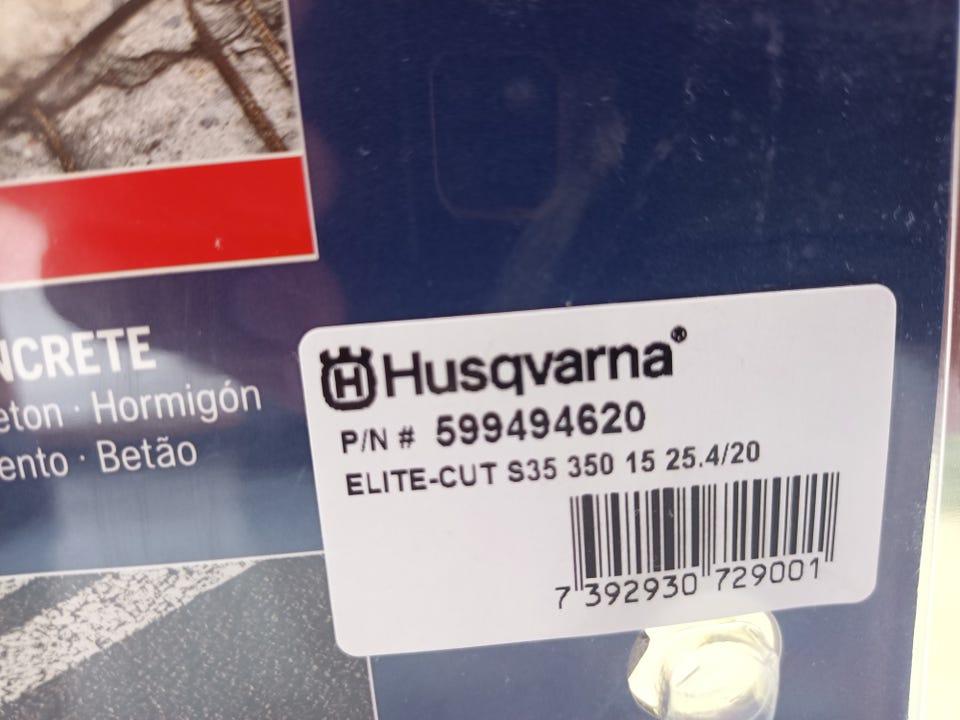 NCRETE
eton · Hormigón
ento · Betão
Husqvarna®
P/N # 599494620
ELITE-CUT S35 350 15 25.4/20
7 392930 729001